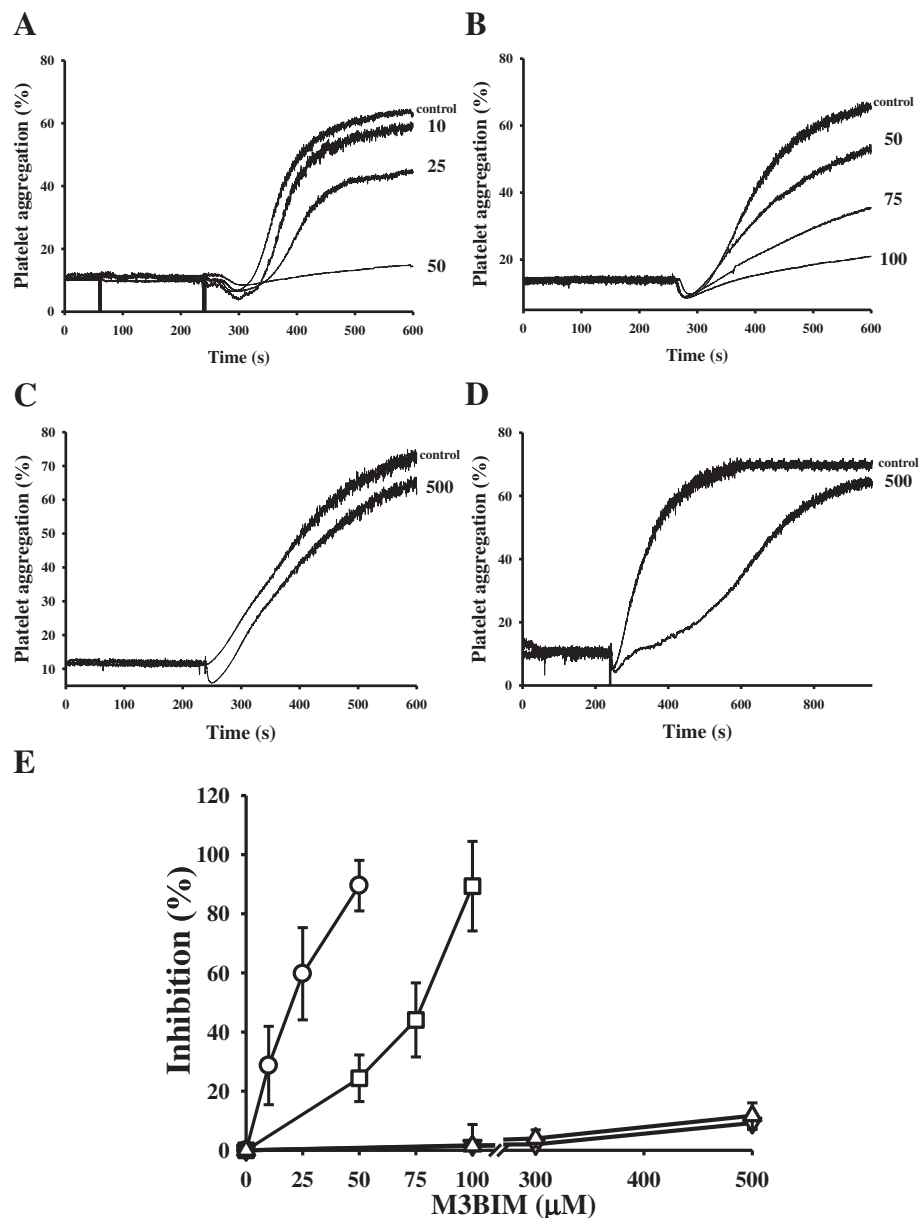 A
Platelet aggregation (%)
80
60
40
20
0
0 100 200 300 400 500 600
Time (s)
control
10
25
50
B
Platelet aggregation (%)
80
60
40
20
0 100 200 300 400 500 600
Time (s)
control
50
75
100
C
Platelet aggregation (%)
80
70
60
50
40
30
20
10
0 100 200 300 400 500 600
Time (s)
control
500
D
Platelet aggregation (%)
80
60
40
20
0
0 200 400 600 800
Time (s)
control
500
E
Inhibition (%)
120
100
80
60
40
20
0
0 25 50 75 100 300 400 500
M3BIM (μM)